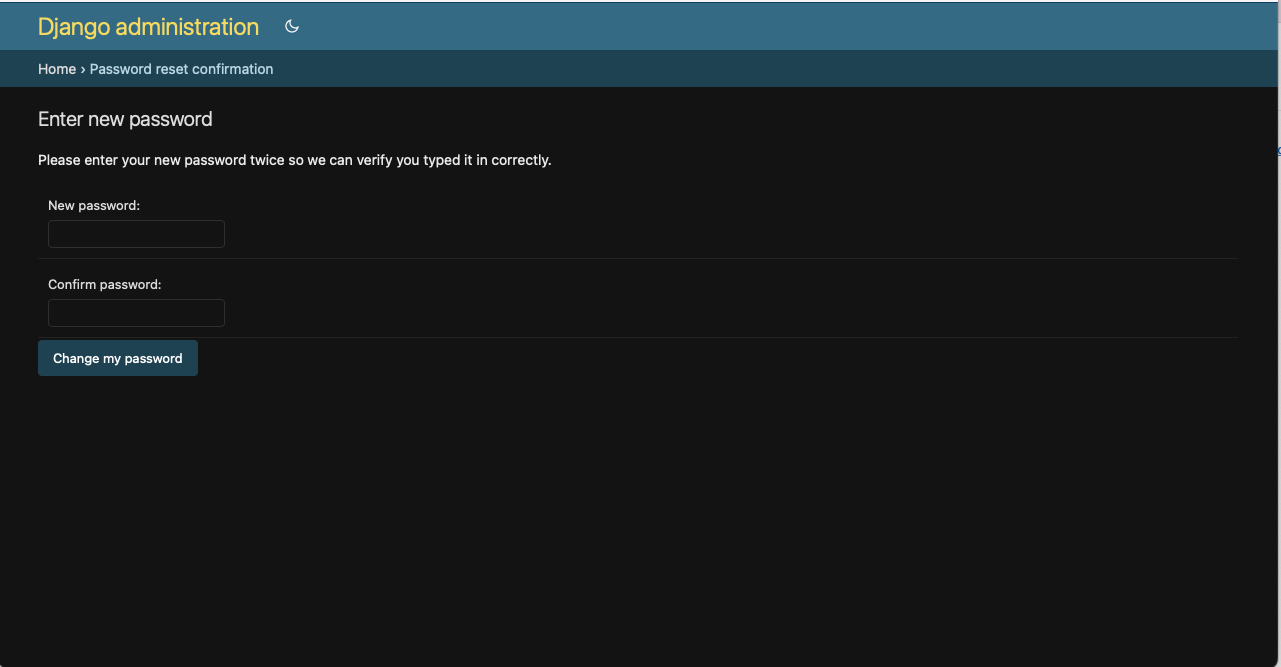 Django administration
Home › Password reset confirmation
Enter new password
Please enter your new password twice so we can verify you typed it in correctly.
New password:
Confirm password:
Change my password